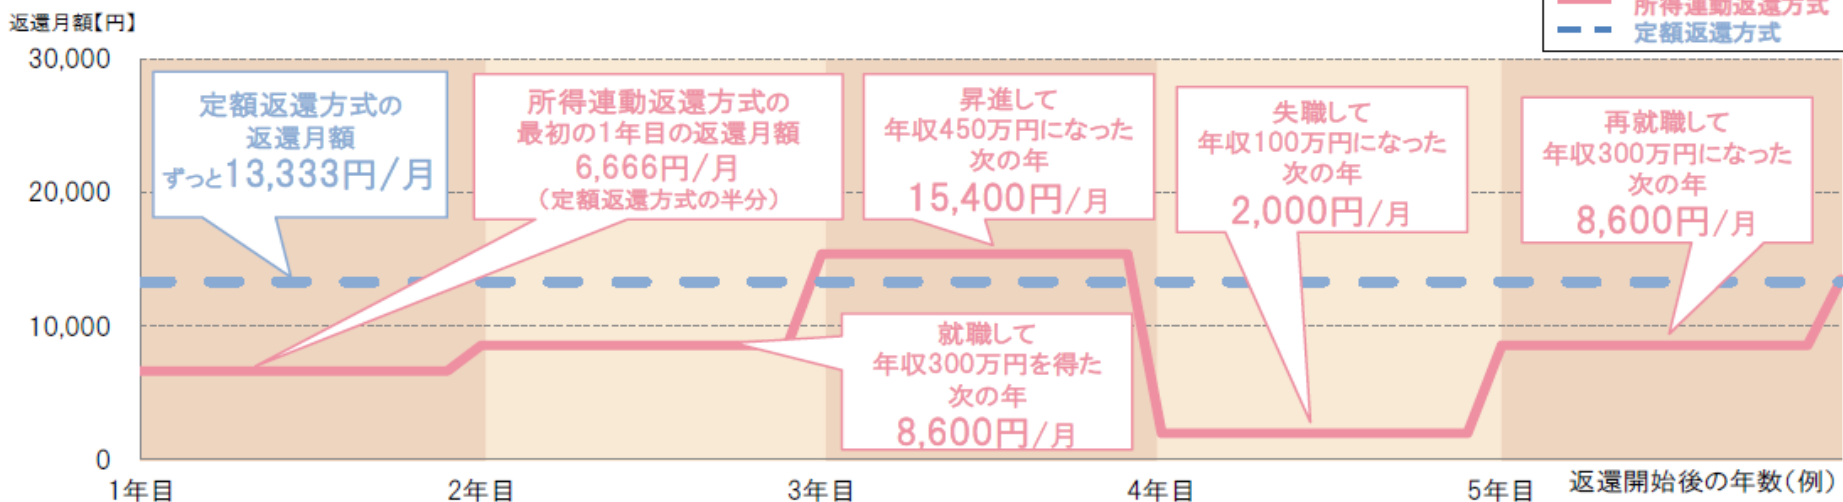 返還月額【円】
所得連動返還方式
定額返還方式
30,000
20,000
10,000
0
定額返還方式の
返還月額
ずっと13,333円/月
所得連動返還方式の
最初の1年目の返還月額
6,666円/月
（定額返還方式の半分）
昇進して
年収450万円になった
次の年
15,400円/月
失職して
年収100万円になった
次の年
2,000円/月
再就職して
年収300万円になった
次の年
8,600円/月
就職して
年収300万円を得た
次の年
8,600円/月
1年目
2年目
3年目
4年目
5年目
返還開始後の年数（例）